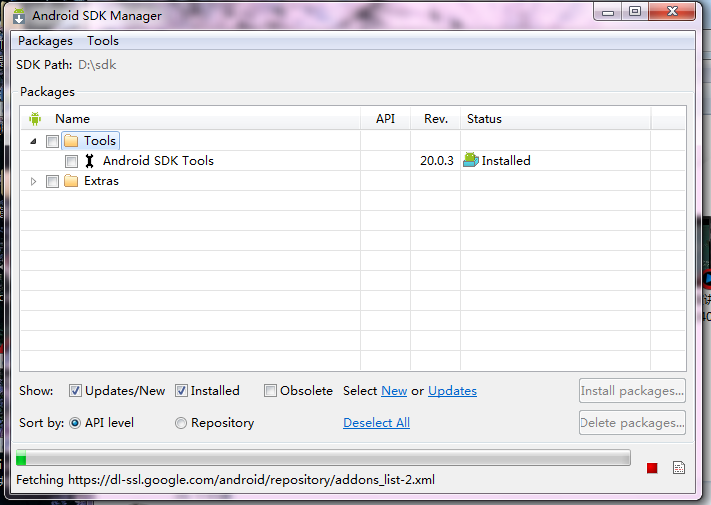 Android SDK Manager
Packages Tools
SDK Path: D:\sdk
Packages
Name API Rev. Status
Tools
Android SDK Tools 20.0.3 Installed
Extras
Show: Updates/New Installed Obsolete Select New or Updates Install packages...
Sort by: API level Repository Deselect All Delete packages...
Fetching https://dl-ssl.google.com/android/repository/addons_list-2.xml